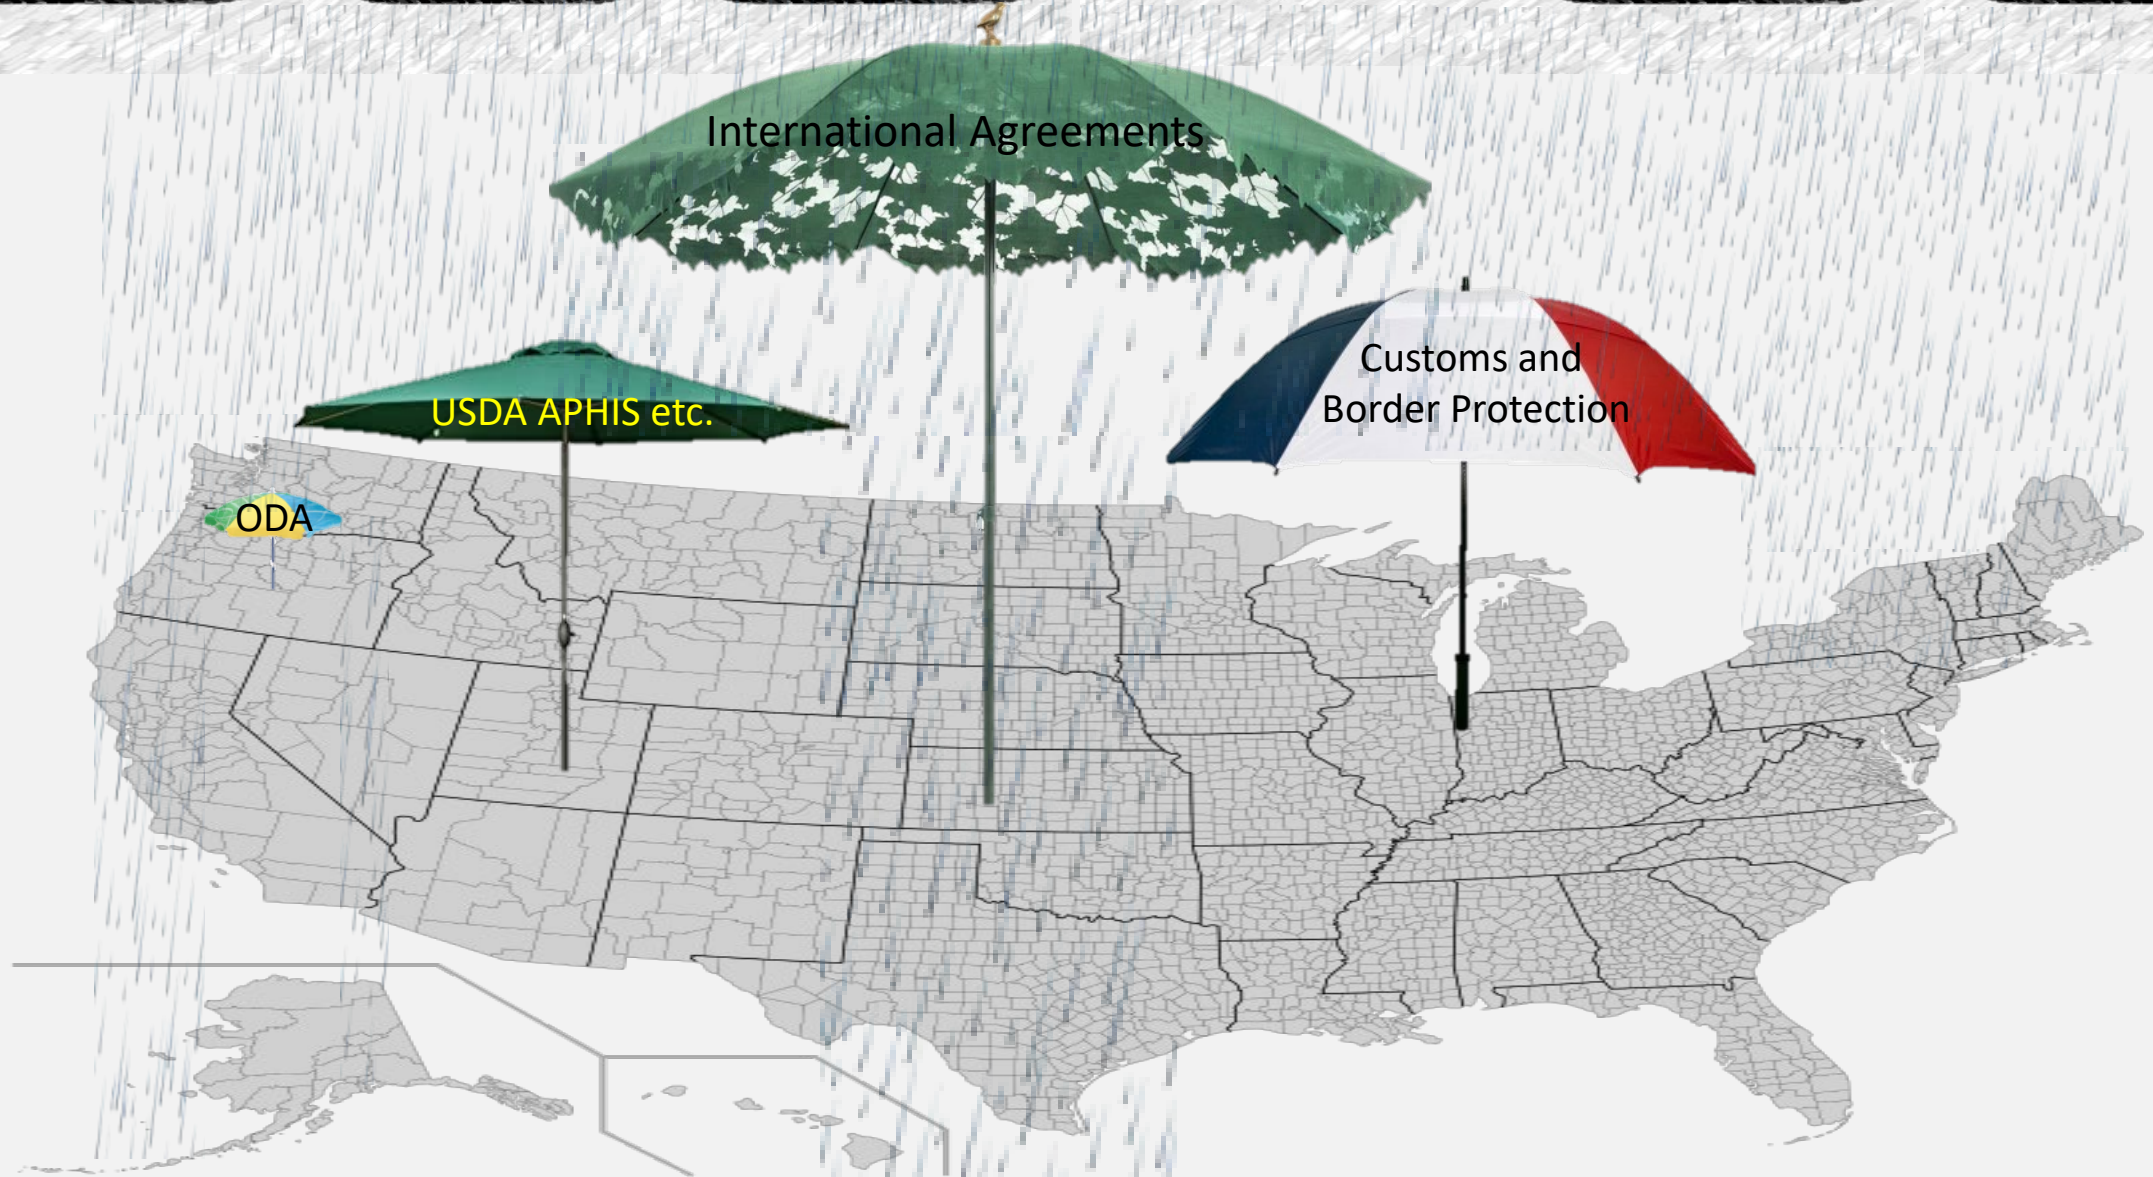 International Agreements
Customs and
Border Protection
USDA APHIS etc.
ODA